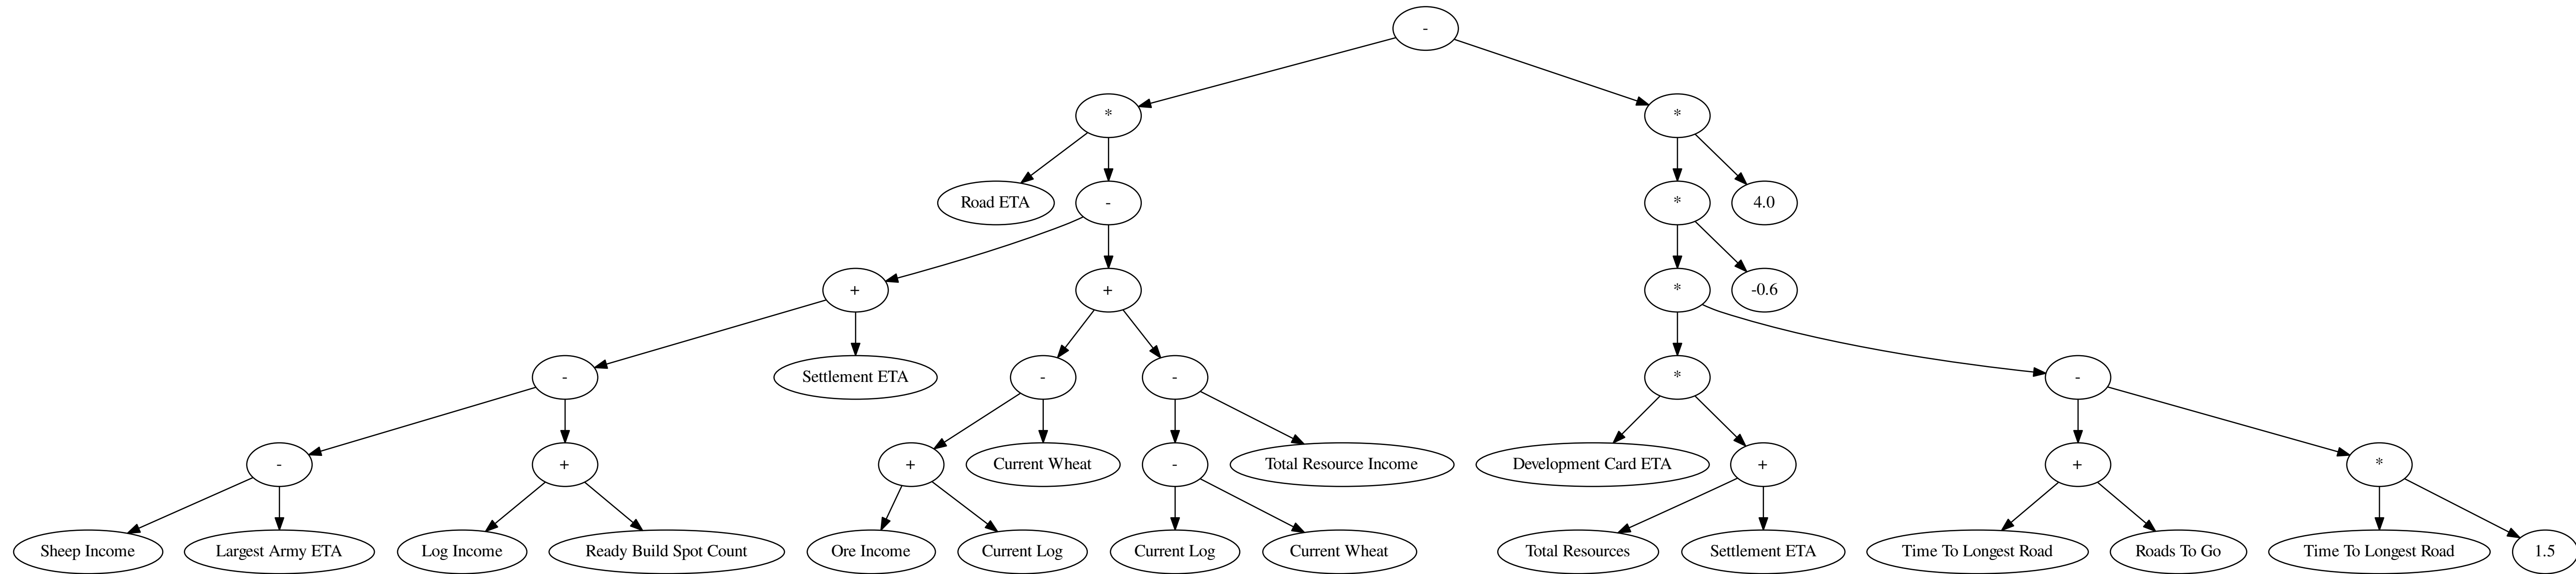 -
*
*
Road ETA
-
*
4.0
+
+
*
-0.6
-
Settlement ETA
-
-
*
-
-
+
+
Current Wheat
-
Total Resource Income
Development Card ETA
+
+
*
Sheep Income
Largest Army ETA
Log Income
Ready Build Spot Count
Ore Income
Current Log
Current Log
Current Wheat
Total Resources
Settlement ETA
Time To Longest Road
Roads To Go
Time To Longest Road
1.5